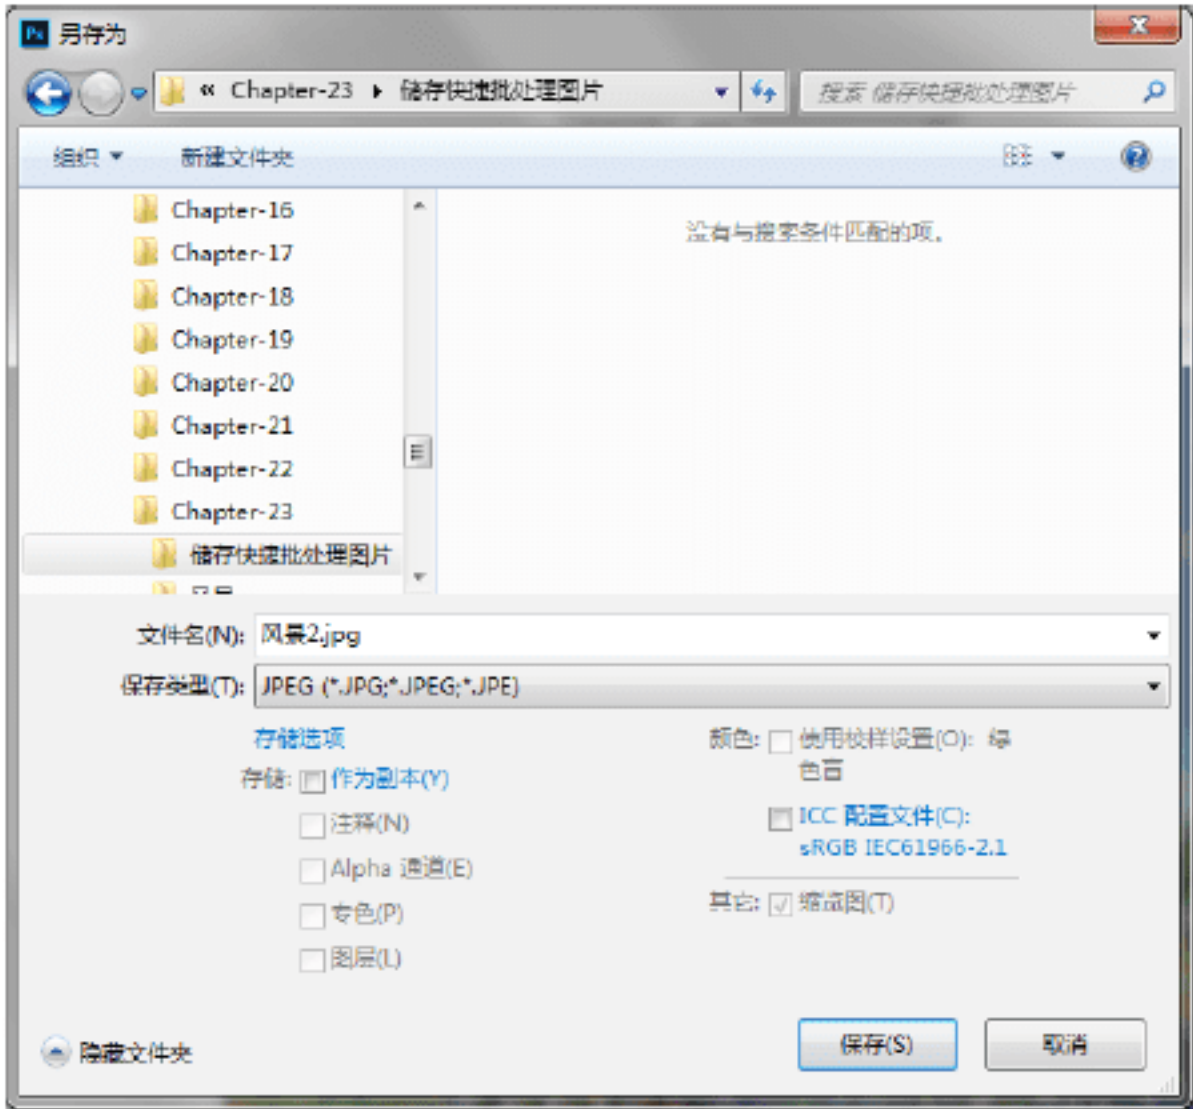 Ps 另存为
« Chapter-23 ▸ 储存快捷批处理图片
搜索 储存快捷批处理图片
组织 新建文件夹
Chapter-16
没有与搜索条件匹配的项。
Chapter-17
Chapter-18
Chapter-19
Chapter-20
Chapter-21
Chapter-22
Chapter-23
储存快捷批处理图片
文件名(N): 风景2.jpg
保存类型(T): JPEG (*.JPG;*.JPEG;*.JPE)
存储选项
存储: 作为副本(Y)
注释(N)
Alpha 通道(E)
专色(P)
图层(L)
颜色: 使用校样设置(O): 绿
色盲
ICC 配置文件(C):
sRGB IEC61966-2.1
其它: 缩览图(T)
隐藏文件夹
保存(S)
取消